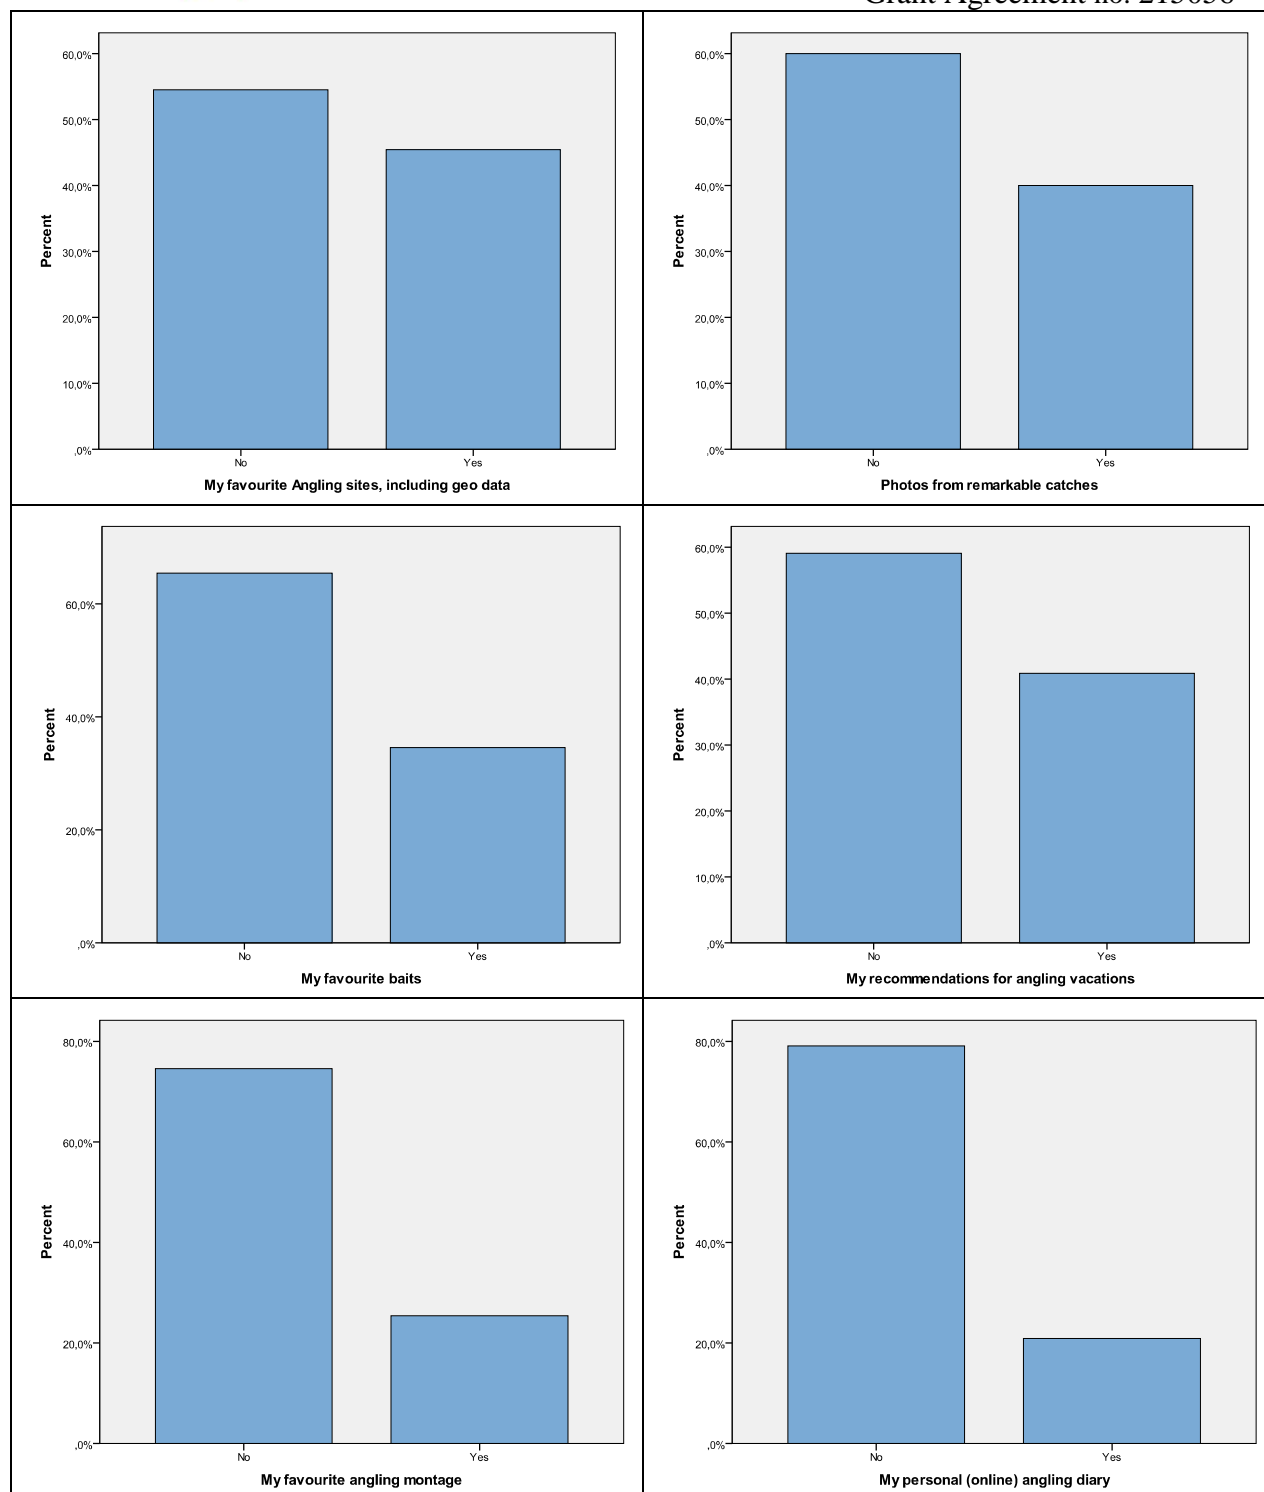 Grant Agreement no. 215036
60,0%
50,0%
40,0%
30,0%
20,0%
10,0%
,0%
Percent
No Yes
My favourite Angling sites, including geo data
60,0%
50,0%
40,0%
30,0%
20,0%
10,0%
,0%
Percent
No Yes
Photos from remarkable catches
60,0%
40,0%
20,0%
,0%
Percent
No Yes
My favourite baits
60,0%
50,0%
40,0%
30,0%
20,0%
10,0%
,0%
Percent
No Yes
My recommendations for angling vacations
80,0%
60,0%
40,0%
20,0%
,0%
Percent
No Yes
My favourite angling montage
80,0%
60,0%
40,0%
20,0%
,0%
Percent
No Yes
My personal (online) angling diary